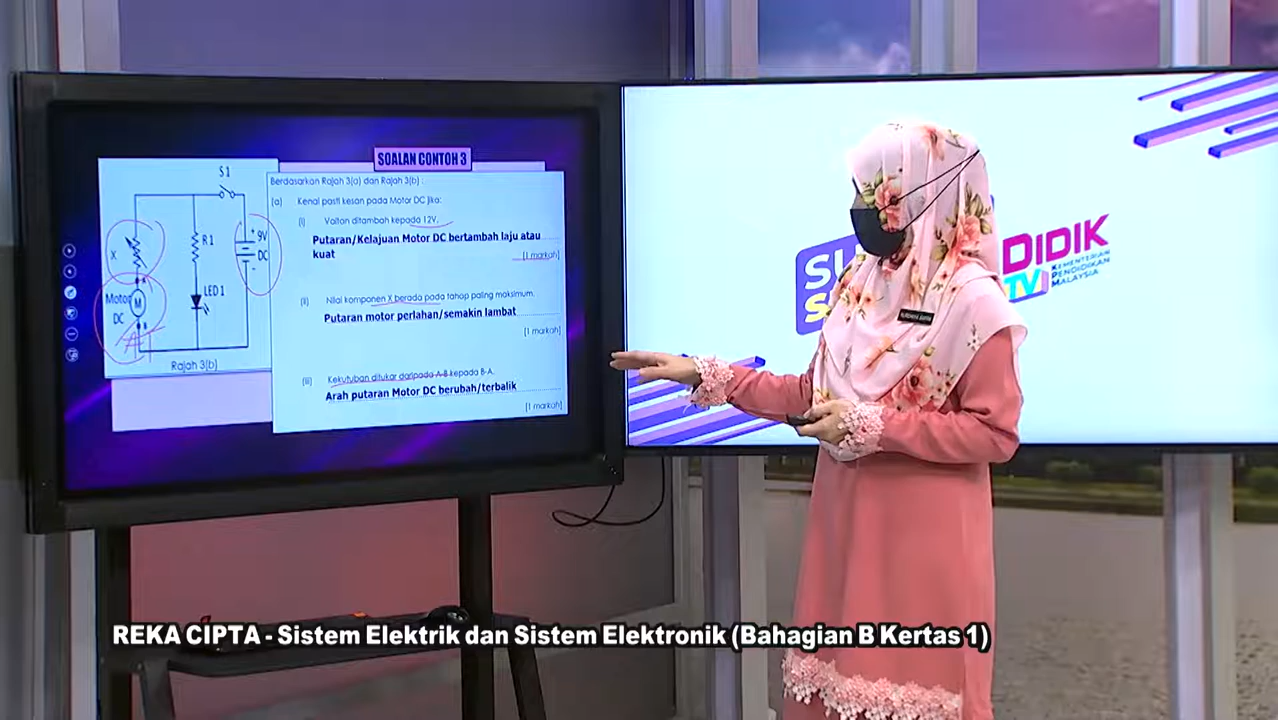 SOALAN CONTOH 3
S1
R1
9V
DC
X
Motor
DC
M
LED 1
Rajah 3(b)
Berdasarkan Rajah 3(a) dan Rajah 3(b) :
(a) Kenal pasti kesan pada Motor DC jika:
(i) Voltan ditambah kepada 12V.
Putaran/Kelajuan Motor DC bertambah laju atau
kuat
[1 markah]
(ii) Nilai komponen X berada pada tahap paling maksimum.
Putaran motor perlahan/semakin lambat
[1 markah]
(iii) Kekutuban ditukar daripada A-B kepada B-A.
Arah putaran Motor DC berubah/terbalik
[1 markah]
DIDIK
TV
KEMENTERIAN
PENDIDIKAN
MALAYSIA
REKA CIPTA - Sistem Elektrik dan Sistem Elektronik (Bahagian B Kertas 1)